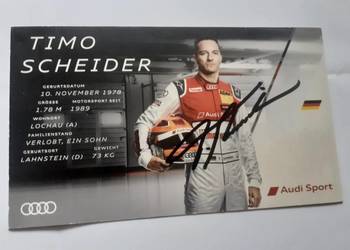 TIMO
SCHEIDER
GEBURTSDATUM
10. NOVEMBER 1978
GRÖSSE MOTORSPORT SEIT
1.78 M 1989
WOHNORT
LOCHAU (A)
FAMILIENSTAND
VERLOBT, EIN SOHN
GEBURTSORT GEWICHT
LAHNSTEIN (D) 73 KG
Audi Sport